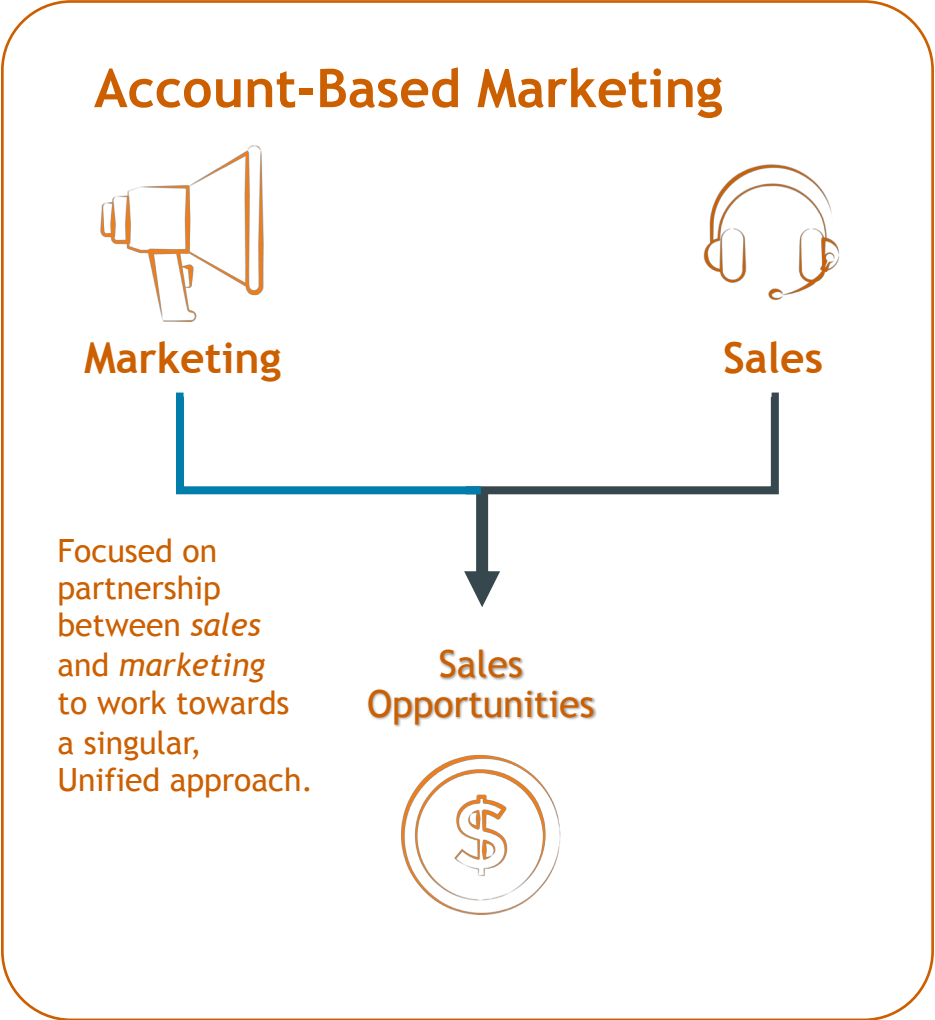 Account-Based Marketing
Marketing
Sales
Focused on
partnership
between sales
and marketing
to work towards
a singular,
Unified approach.
Sales
Opportunities
$